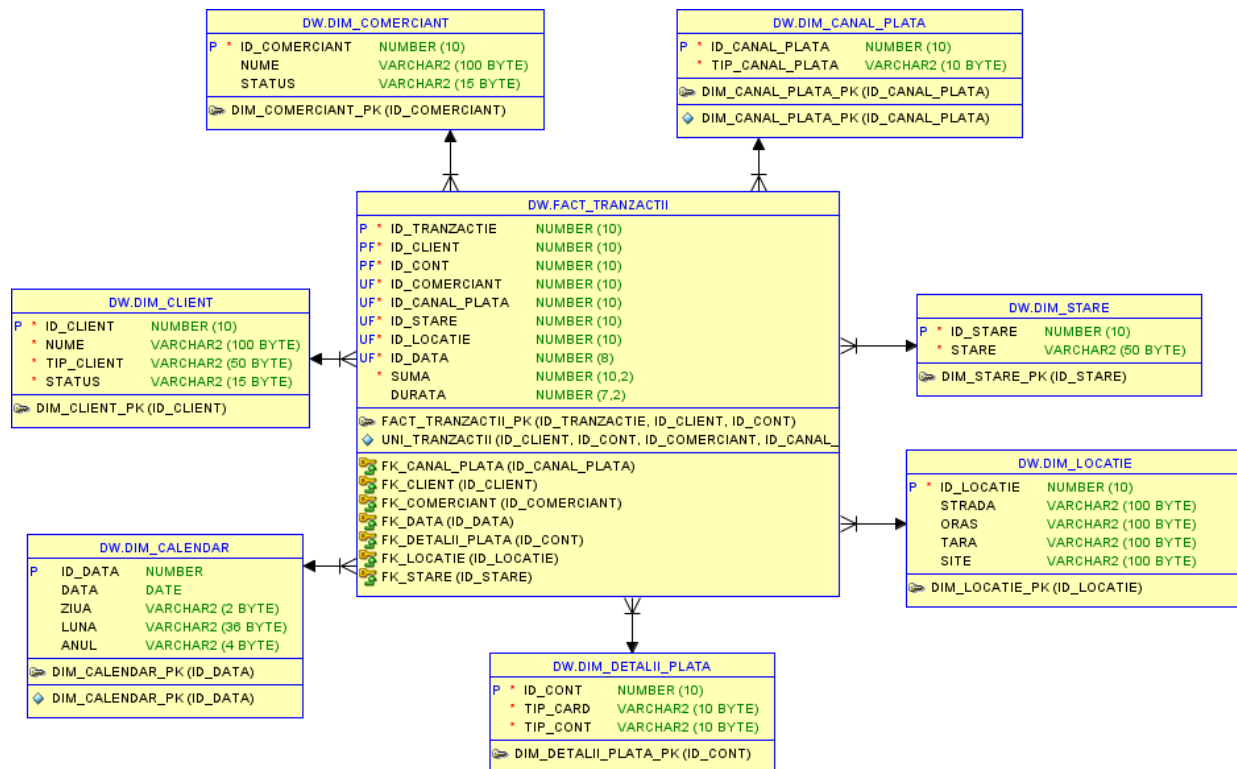 DW.DIM_COMERCIANT
P * ID_COMERCIANT NUMBER (10)
NUME VARCHAR2 (100 BYTE)
STATUS VARCHAR2 (15 BYTE)
DIM_COMERCIANT_PK (ID_COMERCIANT)
DW.DIM_CANAL_PLATA
P * ID_CANAL_PLATA NUMBER (10)
* TIP_CANAL_PLATA VARCHAR2 (10 BYTE)
DIM_CANAL_PLATA_PK (ID_CANAL_PLATA)
DIM_CANAL_PLATA_PK (ID_CANAL_PLATA)
DW.FACT_TRANZACTII
P * ID_TRANZACTIE NUMBER (10)
PF* ID_CLIENT NUMBER (10)
PF* ID_CONT NUMBER (10)
UF* ID_COMERCIANT NUMBER (10)
UF* ID_CANAL_PLATA NUMBER (10)
UF* ID_STARE NUMBER (10)
UF* ID_LOCATIE NUMBER (10)
UF* ID_DATA NUMBER (8)
* SUMA NUMBER (10,2)
DURATA NUMBER (7,2)
FACT_TRANZACTII_PK (ID_TRANZACTIE, ID_CLIENT, ID_CONT)
UNI_TRANZACTII (ID_CLIENT, ID_CONT, ID_COMERCIANT, ID_CANAL_
FK_CANAL_PLATA (ID_CANAL_PLATA)
FK_CLIENT (ID_CLIENT)
FK_COMERCIANT (ID_COMERCIANT)
FK_DATA (ID_DATA)
FK_DETALII_PLATA (ID_CONT)
FK_LOCATIE (ID_LOCATIE)
FK_STARE (ID_STARE)
DW.DIM_CLIENT
P * ID_CLIENT NUMBER (10)
* NUME VARCHAR2 (100 BYTE)
* TIP_CLIENT VARCHAR2 (50 BYTE)
* STATUS VARCHAR2 (15 BYTE)
DIM_CLIENT_PK (ID_CLIENT)
DW.DIM_STARE
P * ID_STARE NUMBER (10)
* STARE VARCHAR2 (50 BYTE)
DIM_STARE_PK (ID_STARE)
DW.DIM_LOCATIE
P * ID_LOCATIE NUMBER (10)
STRADA VARCHAR2 (100 BYTE)
ORAS VARCHAR2 (100 BYTE)
TARA VARCHAR2 (100 BYTE)
SITE VARCHAR2 (100 BYTE)
DIM_LOCATIE_PK (ID_LOCATIE)
DW.DIM_CALENDAR
P ID_DATA NUMBER
DATA DATE
ZIUA VARCHAR2 (2 BYTE)
LUNA VARCHAR2 (36 BYTE)
ANUL VARCHAR2 (4 BYTE)
DIM_CALENDAR_PK (ID_DATA)
DIM_CALENDAR_PK (ID_DATA)
DW.DIM_DETALII_PLATA
P * ID_CONT NUMBER (10)
* TIP_CARD VARCHAR2 (10 BYTE)
* TIP_CONT VARCHAR2 (10 BYTE)
DIM_DETALII_PLATA_PK (ID_CONT)